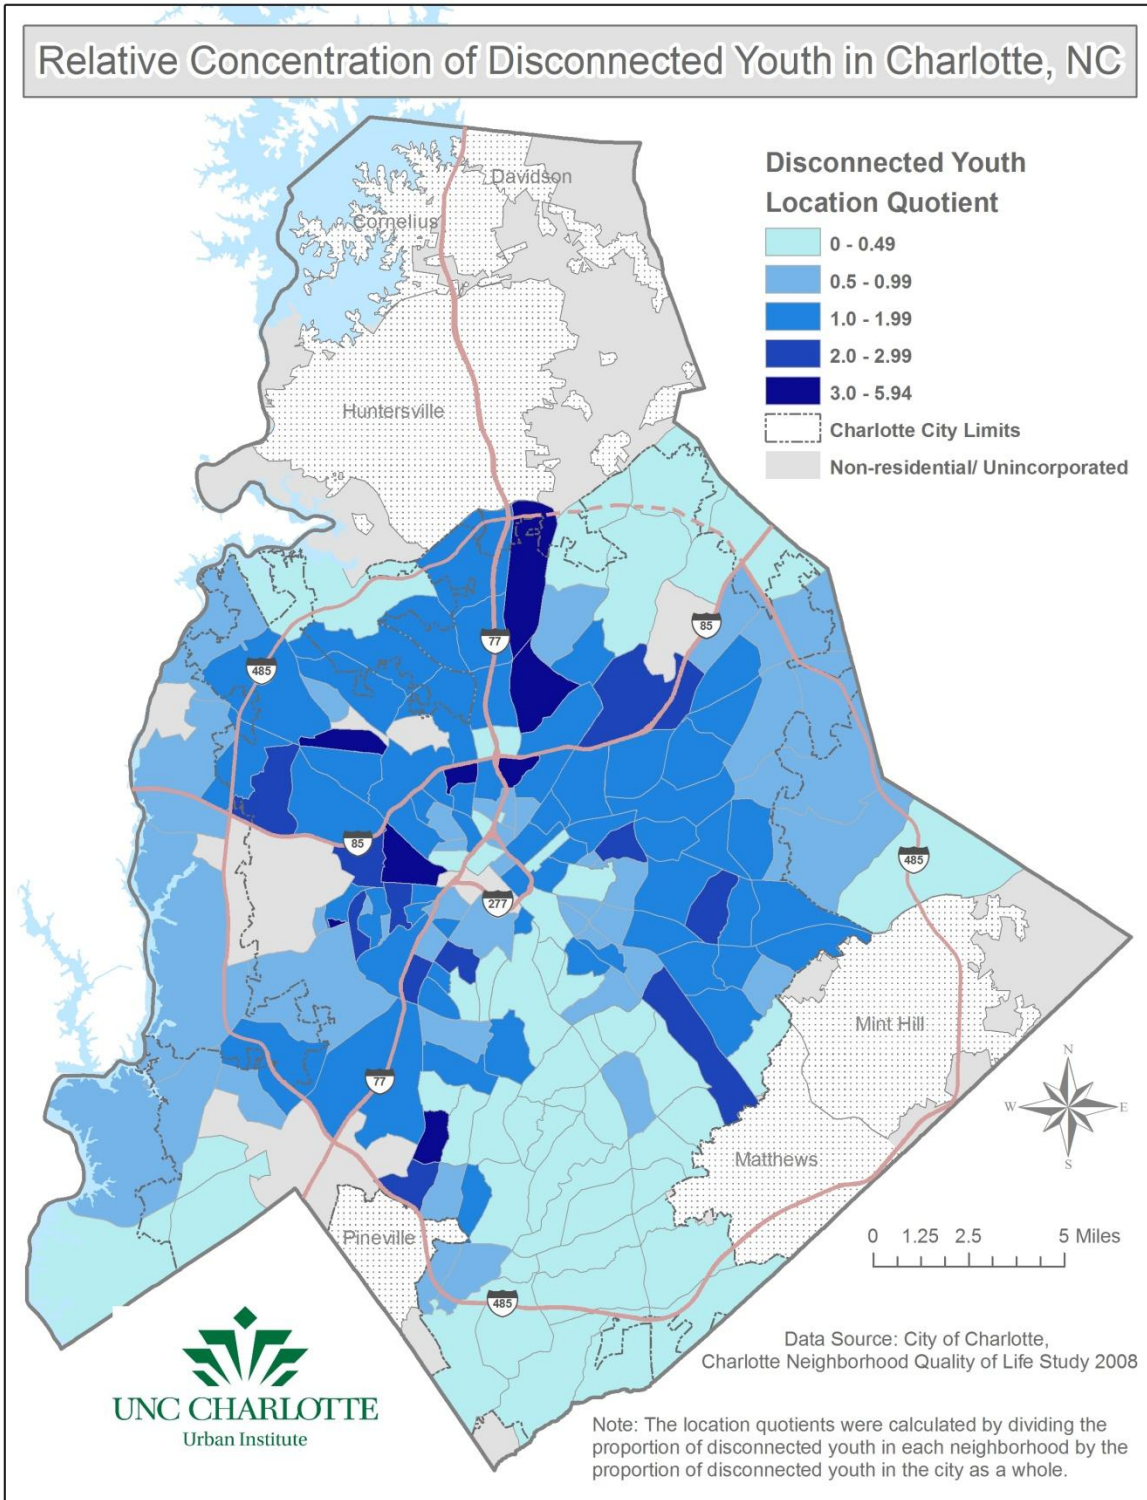 Relative Concentration of Disconnected Youth in Charlotte, NC
Disconnected Youth
Location Quotient
0 - 0.49
0.5 - 0.99
1.0 - 1.99
2.0 - 2.99
3.0 - 5.94
Charlotte City Limits
Non-residential/ Unincorporated
Davidson
Cornelius
Huntersville
77
85
485
85
485
277
Mint Hill
77
N
W
E
S
Matthews
Pineville
0 1.25 2.5 5 Miles
485
Data Source: City of Charlotte,
Charlotte Neighborhood Quality of Life Study 2008
UNC CHARLOTTE
Urban Institute
Note: The location quotients were calculated by dividing the
proportion of disconnected youth in each neighborhood by the
proportion of disconnected youth in the city as a whole.